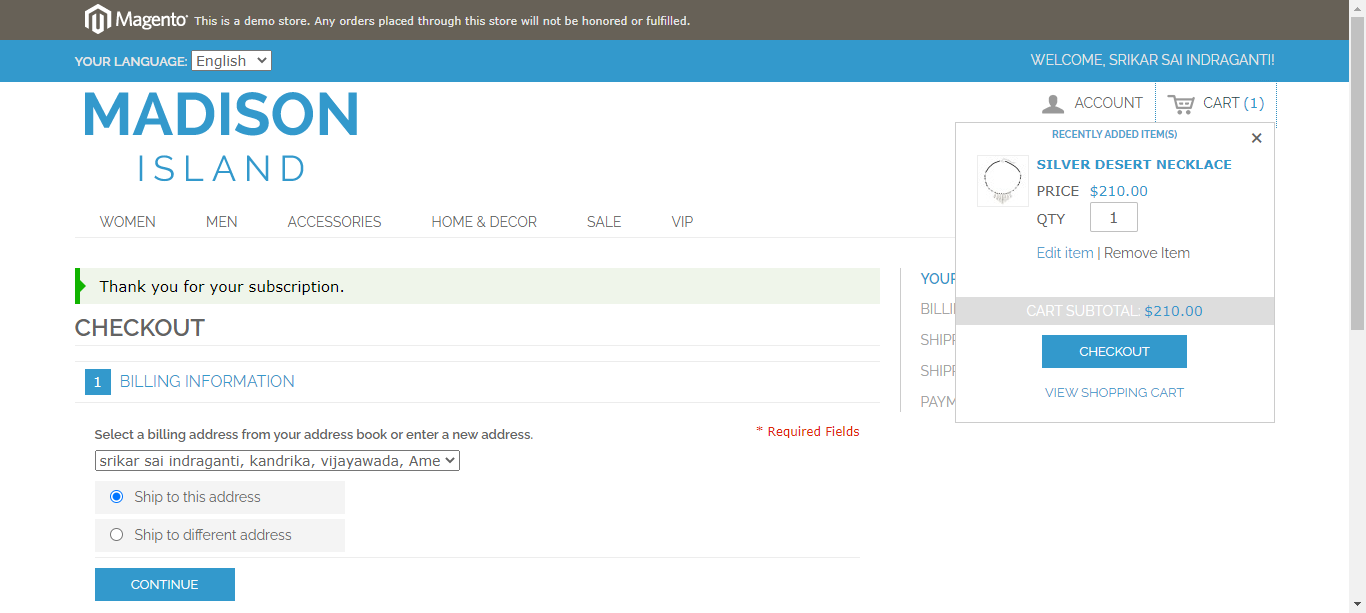 Magento This is a demo store. Any orders placed through this store will not be honored or fulfilled.
YOUR LANGUAGE: English
WELCOME, SRIKAR SAI INDRAGANTI!
MADISON
ISLAND
ACCOUNT
CART (1)
WOMEN MEN ACCESSORIES HOME & DECOR SALE VIP
RECENTLY ADDED ITEM(S)
SILVER DESERT NECKLACE
PRICE $210.00
QTY 1
Edit item | Remove Item
CART SUBTOTAL: $210.00
CHECKOUT
VIEW SHOPPING CART
Thank you for your subscription.
CHECKOUT
1 BILLING INFORMATION
Select a billing address from your address book or enter a new address.
* Required Fields
srikar sai indraganti, kandrika, vijayawada, Ame
Ship to this address
Ship to different address
CONTINUE
YOUR
BILLI
SHIPP
SHIPP
PAYM